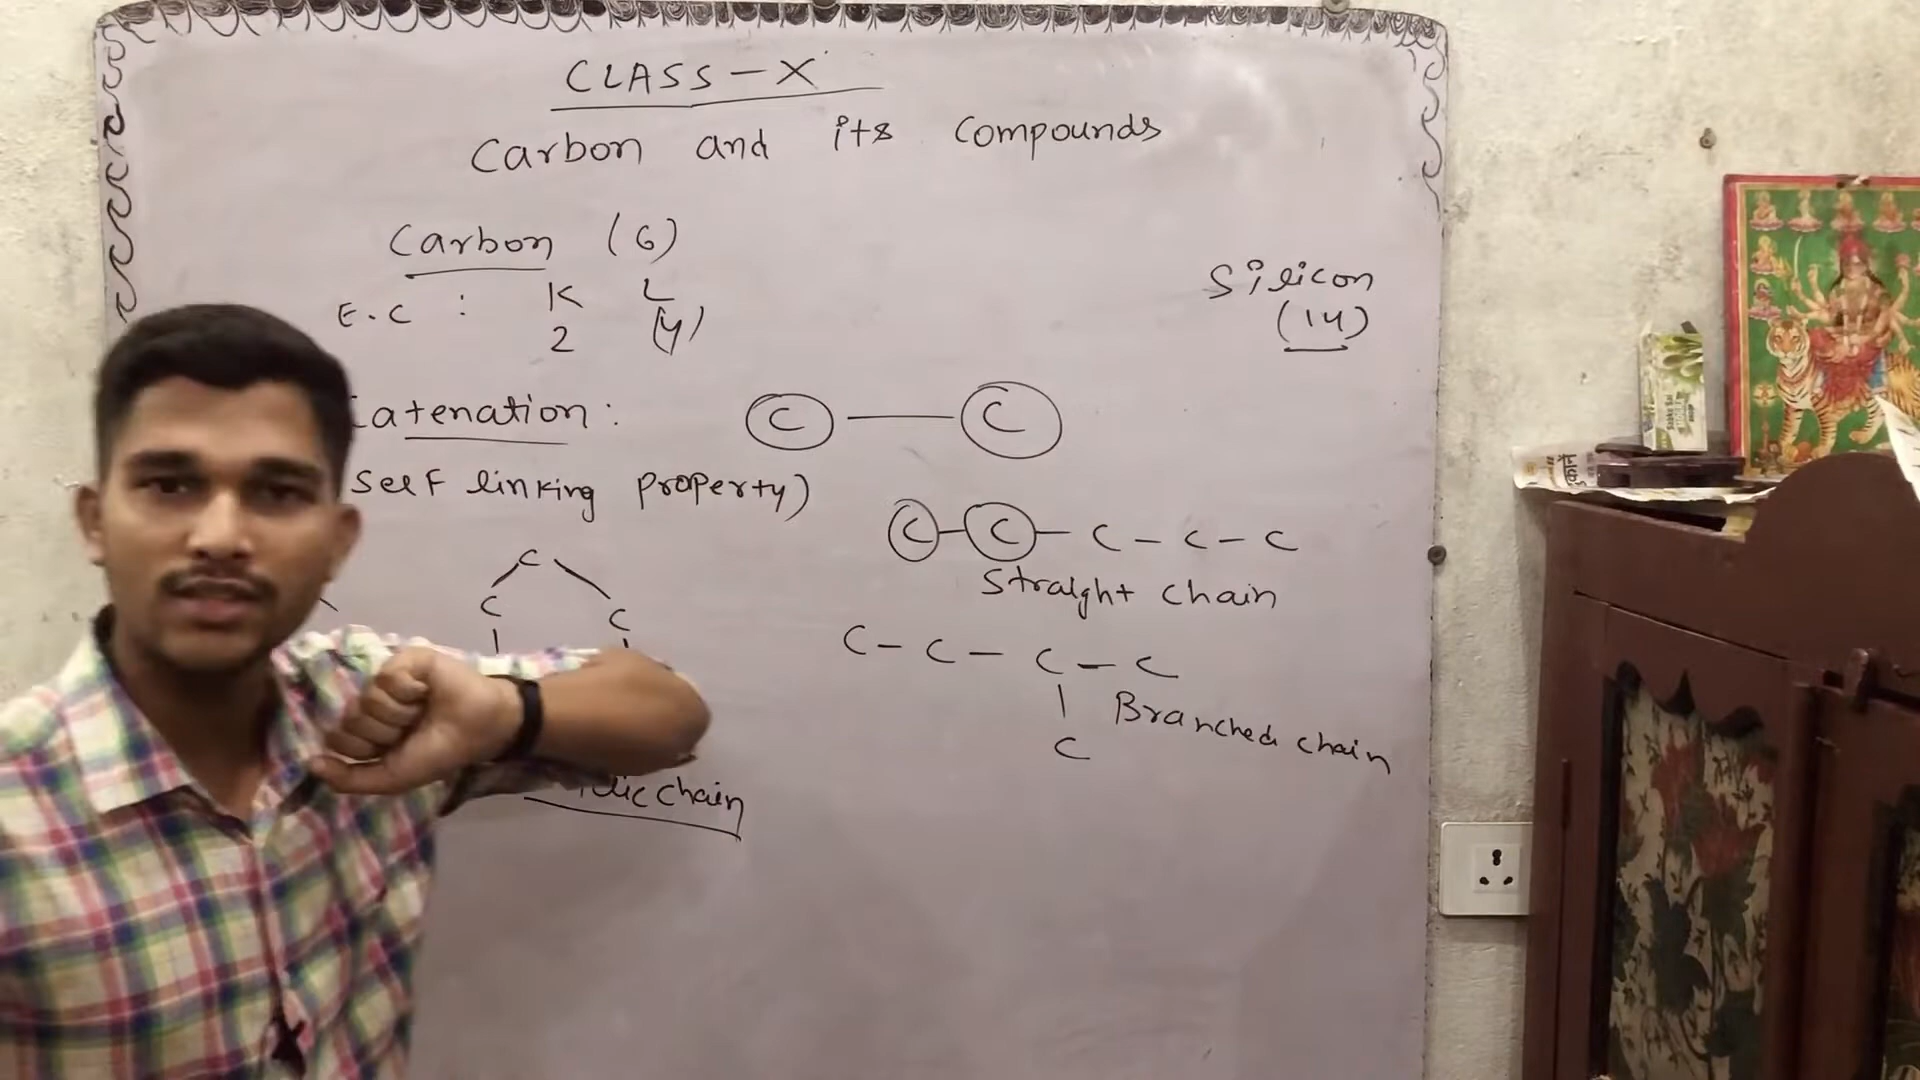 CLASS - X
Carbon and its compounds
Carbon (6)
E.C : K L
2 (4)
Silicon
(14)
Catenation: C — C
Self linking property)
C - C - C - C - C
Straight chain
C
C C
C - C - C - C
C
Branched chain
chain